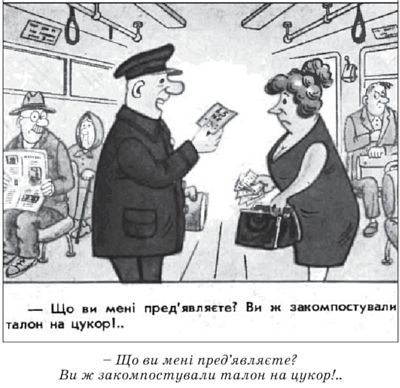 — Що ви мені пред'являєте? Ви ж закомпостували
талон на цукор!..
– Що ви мені пред'являєте?
Ви ж закомпостували талон на цукор!..